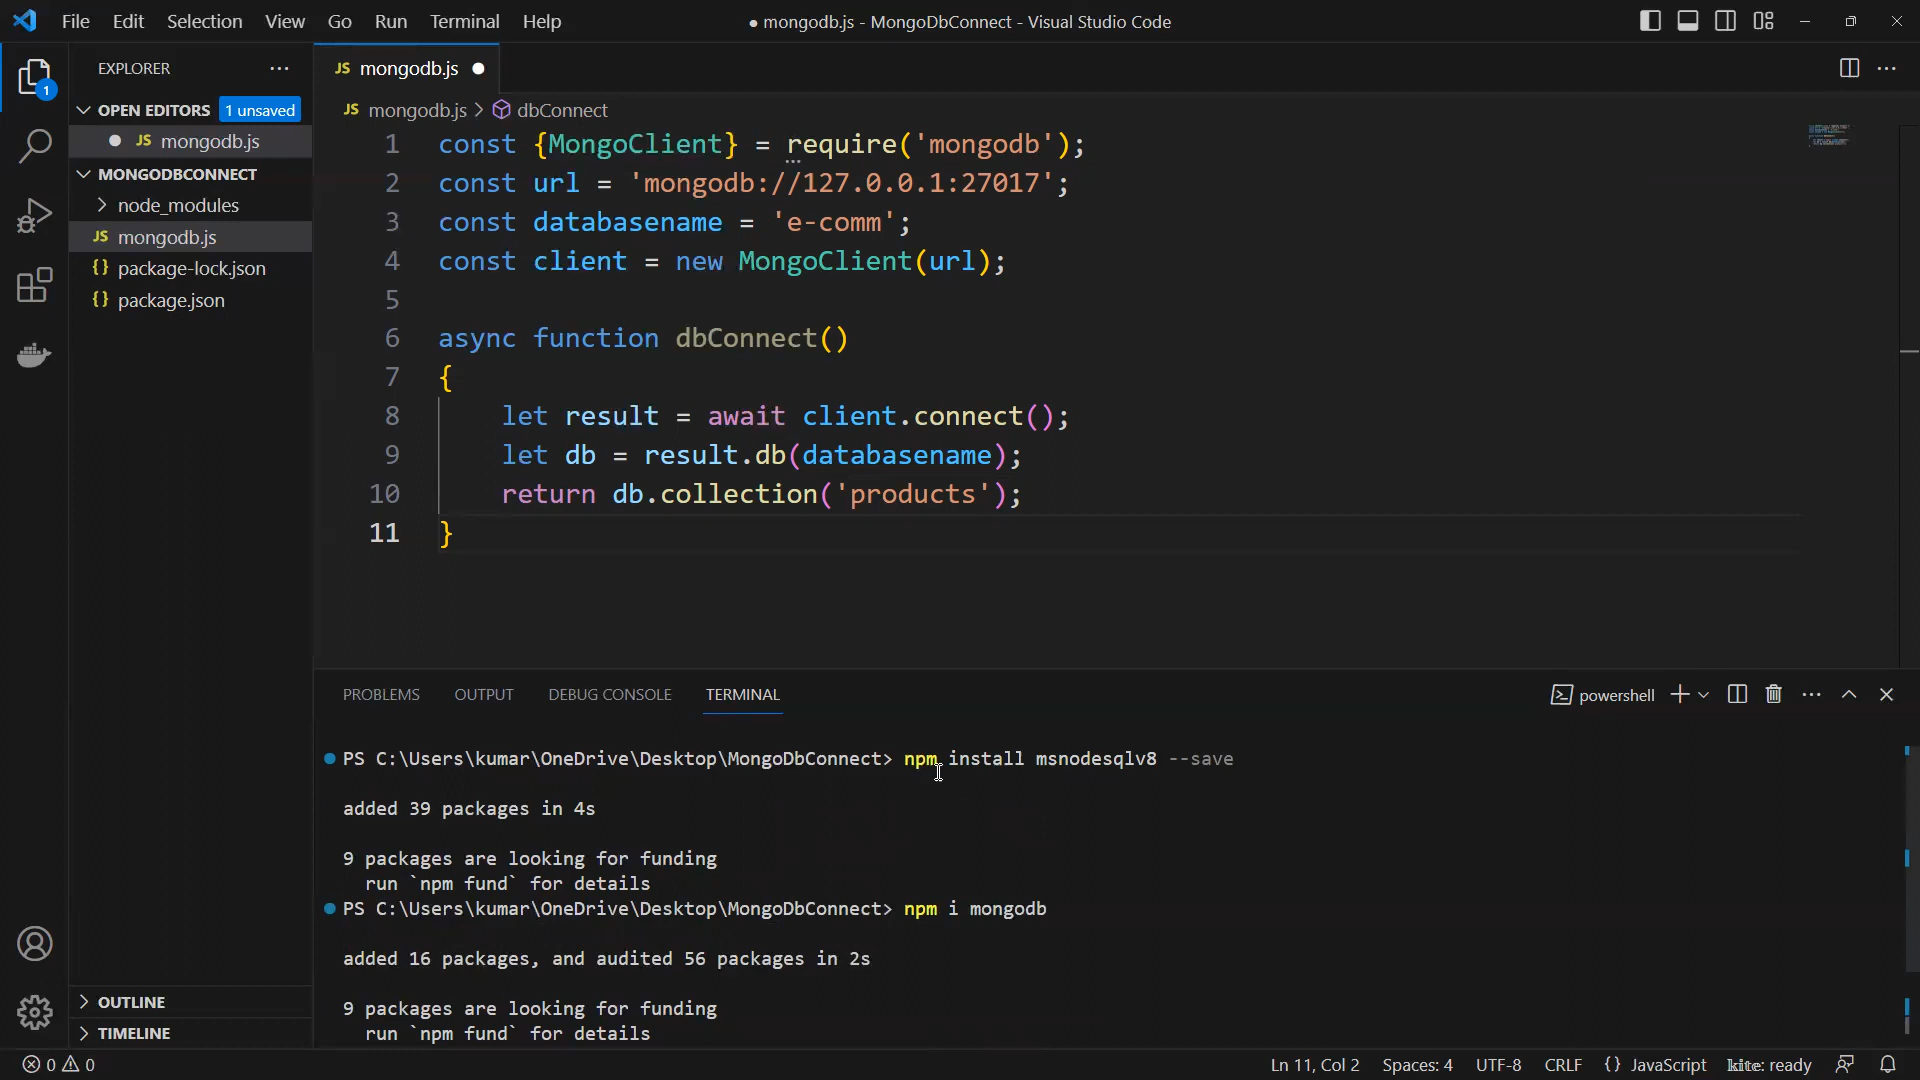 File Edit Selection View Go Run Terminal Help
● mongodb.js - MongoDbConnect - Visual Studio Code
EXPLORER
OPEN EDITORS 1 unsaved
JS mongodb.js
MONGODBCONNECT
node_modules
JS mongodb.js
{} package-lock.json
{} package.json
OUTLINE
TIMELINE
1
JS mongodb.js
JS mongodb.js > dbConnect
1 const {MongoClient} = require('mongodb');
2 const url = 'mongodb://127.0.0.1:27017';
3 const databasename = 'e-comm';
4 const client = new MongoClient(url);
5
6 async function dbConnect()
7 {
8 let result = await client.connect();
9 let db = result.db(databasename);
10 return db.collection('products');
11 }
PROBLEMS OUTPUT DEBUG CONSOLE TERMINAL
powershell
PS C:\Users\kumar\OneDrive\Desktop\MongoDbConnect> npm install msnodesqlv8 --save
added 39 packages in 4s
9 packages are looking for funding
run `npm fund` for details
PS C:\Users\kumar\OneDrive\Desktop\MongoDbConnect> npm i mongodb
added 16 packages, and audited 56 packages in 2s
9 packages are looking for funding
run `npm fund` for details
0 0
Ln 11, Col 2 Spaces: 4 UTF-8 CRLF {} JavaScript kite: ready